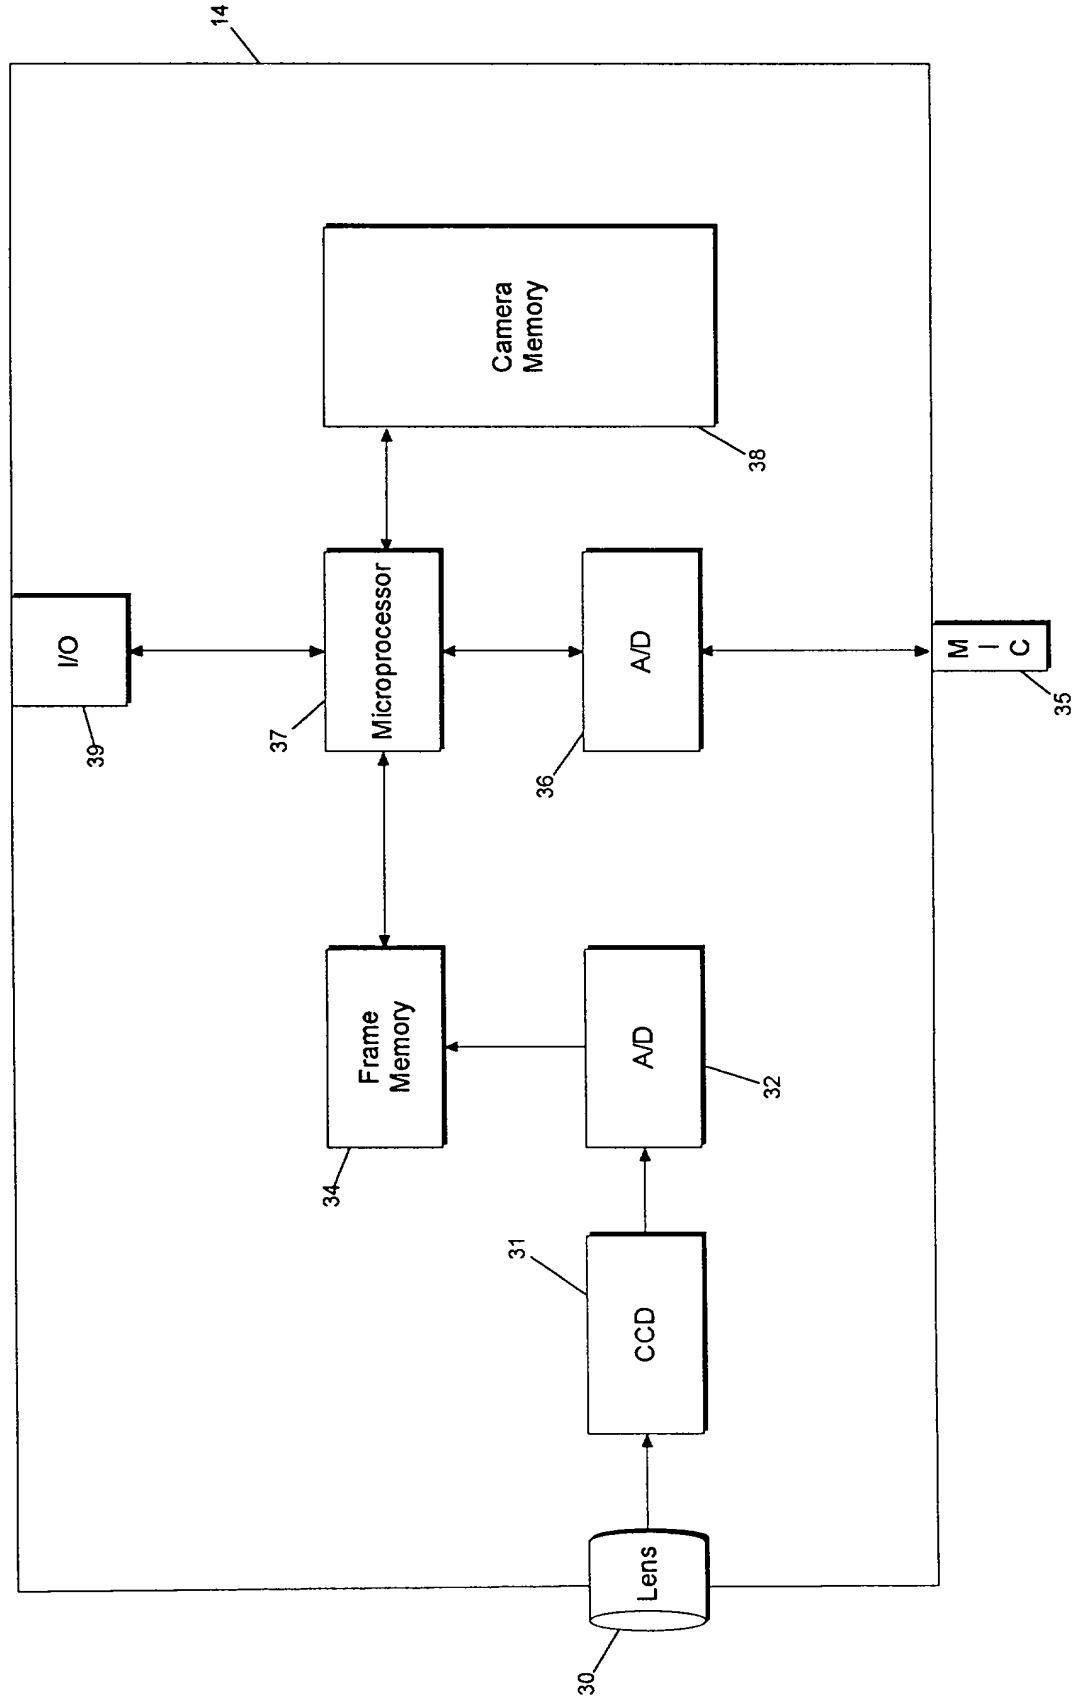 14
I/O
39
37
34
Frame
Memory
Microprocessor
Camera
Memory
31
36
30
Lens
CCD
A/D
A/D
38
32
M
I
C
35